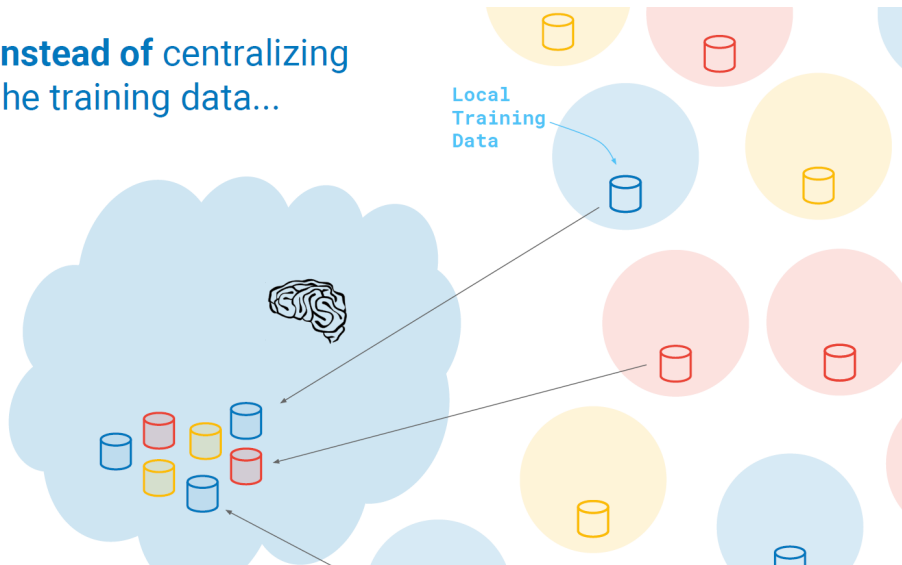 nstead of centralizing
he training data...
Local
Training
Data